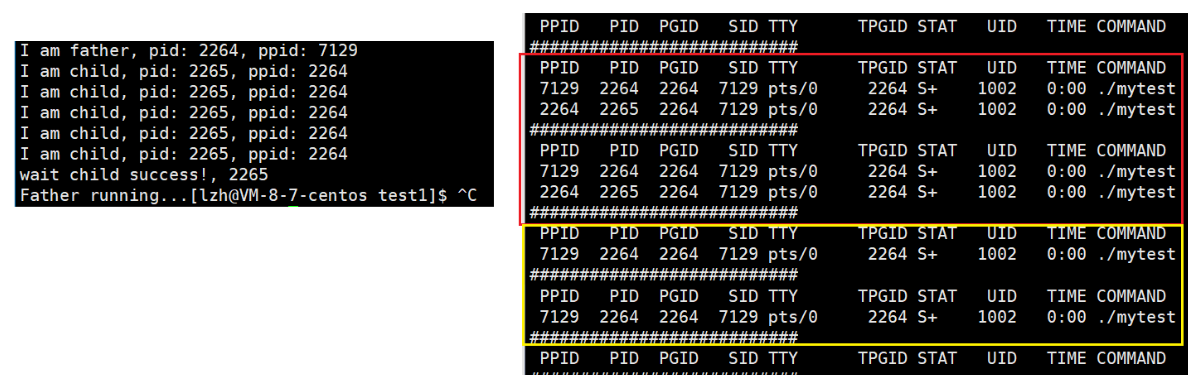 I am father, pid: 2264, ppid: 7129
I am child, pid: 2265, ppid: 2264
I am child, pid: 2265, ppid: 2264
I am child, pid: 2265, ppid: 2264
I am child, pid: 2265, ppid: 2264
I am child, pid: 2265, ppid: 2264
wait child success!, 2265
Father running...[lzh@VM-8-7-centos test1]$ ^C
PPID PID PGID SID TTY TPGID STAT UID TIME COMMAND
###########################
PPID PID PGID SID TTY TPGID STAT UID TIME COMMAND
7129 2264 2264 7129 pts/0 2264 S+ 1002 0:00 ./mytest
2264 2265 2264 7129 pts/0 2264 S+ 1002 0:00 ./mytest
###########################
PPID PID PGID SID TTY TPGID STAT UID TIME COMMAND
7129 2264 2264 7129 pts/0 2264 S+ 1002 0:00 ./mytest
2264 2265 2264 7129 pts/0 2264 S+ 1002 0:00 ./mytest
###########################
PPID PID PGID SID TTY TPGID STAT UID TIME COMMAND
7129 2264 2264 7129 pts/0 2264 S+ 1002 0:00 ./mytest
###########################
PPID PID PGID SID TTY TPGID STAT UID TIME COMMAND
7129 2264 2264 7129 pts/0 2264 S+ 1002 0:00 ./mytest
###########################
PPID PID PGID SID TTY TPGID STAT UID TIME COMMAND
###########################